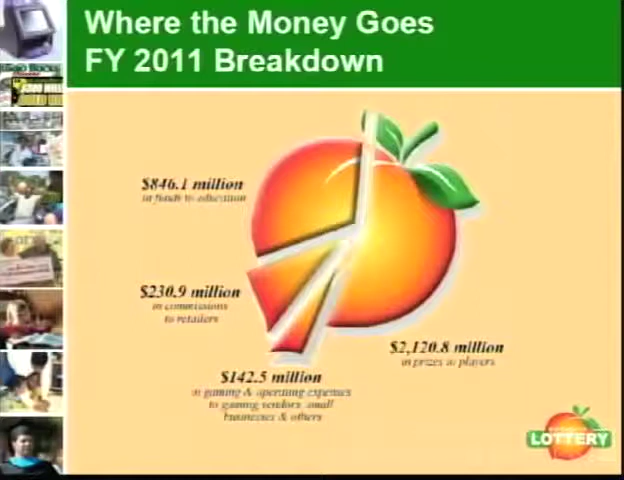 Where the Money Goes
FY 2011 Breakdown
$846.1 million
in funds to education
$230.9 million
in commissions
to retailers
$142.5 million
in gaming & operating expenses
to gaming vendors, small
businesses & others
$2,120.8 million
in prizes to players
LOTTERY